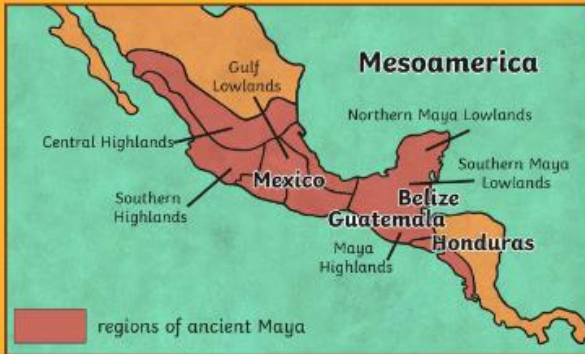 Mesoamerica
Gulf
Lowlands
Northern Maya Lowlands
Central Highlands
Southern Maya
Lowlands
Mexico
Southern
Highlands
Belize
Guatemala
Honduras
Maya
Highlands
regions of ancient Maya